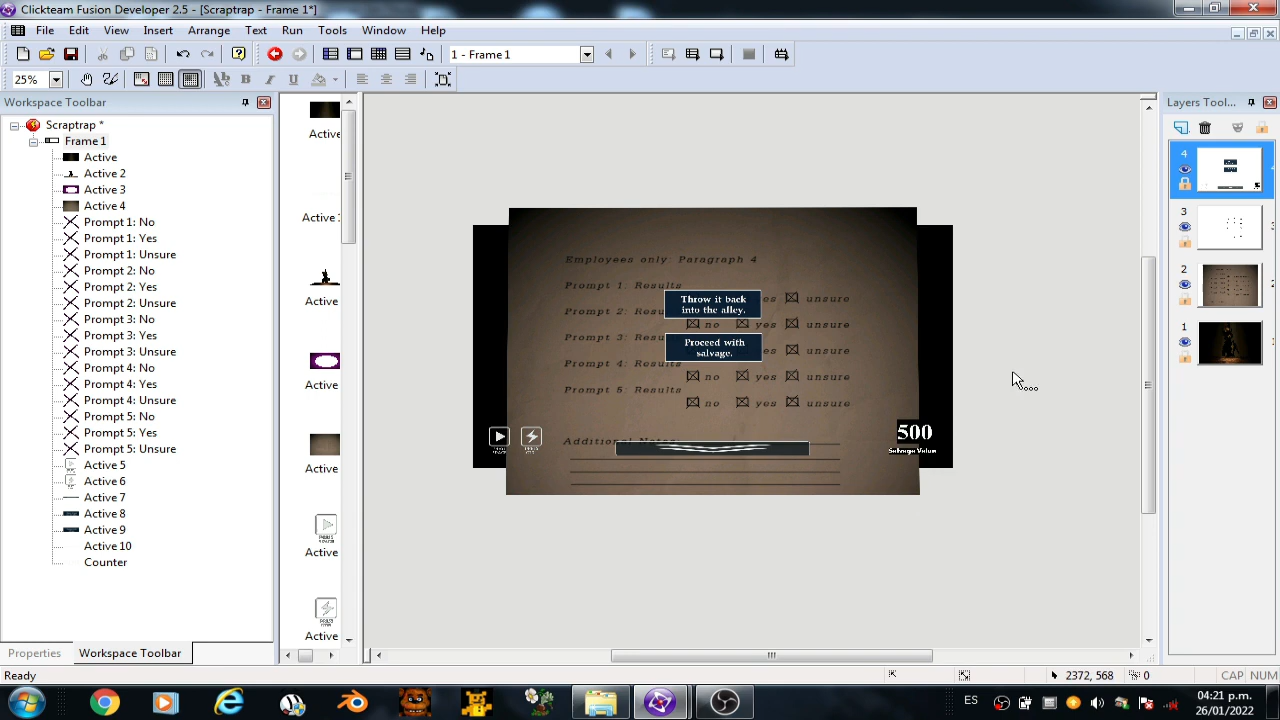 Clickteam Fusion Developer 2.5 - [Scraptrap - Frame 1*]
File Edit View Insert Arrange Text Run Tools Window Help
1 - Frame 1
25%
Workspace Toolbar
Scraptrap *
Frame 1
Active
Active 2
Active 3
Active 4
Prompt 1: No
Prompt 1: Yes
Prompt 1: Unsure
Prompt 2: No
Prompt 2: Yes
Prompt 2: Unsure
Prompt 3: No
Prompt 3: Yes
Prompt 3: Unsure
Prompt 4: No
Prompt 4: Yes
Prompt 4: Unsure
Prompt 5: No
Prompt 5: Yes
Prompt 5: Unsure
Active 5
Active 6
Active 7
Active 8
Active 9
Active 10
Counter
Properties
Workspace Toolbar
Active
Active
Active
Active
Active
Active
Employees only: Paragraph 4
Prompt 1: Results
unsure
Prompt 2:
no yes unsure
Prompt 3:
unsure
Prompt 4: Results
no yes unsure
Prompt 5: Results
no yes unsure
Throw it back
into the alley.
Proceed with
salvage.
500
Salvage Value
Layers Tool...
4
3
2
1
Ready
2372, 568
0
CAP NUM
ES
04:21 p.m.
26/01/2022